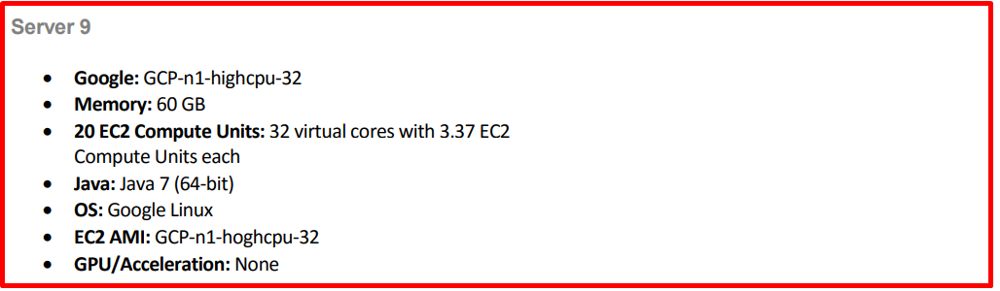 Server 9
• Google: GCP-n1-highcpu-32
• Memory: 60 GB
• 20 EC2 Compute Units: 32 virtual cores with 3.37 EC2
Compute Units each
• Java: Java 7 (64-bit)
• OS: Google Linux
• EC2 AMI: GCP-n1-hoghcpu-32
• GPU/Acceleration: None